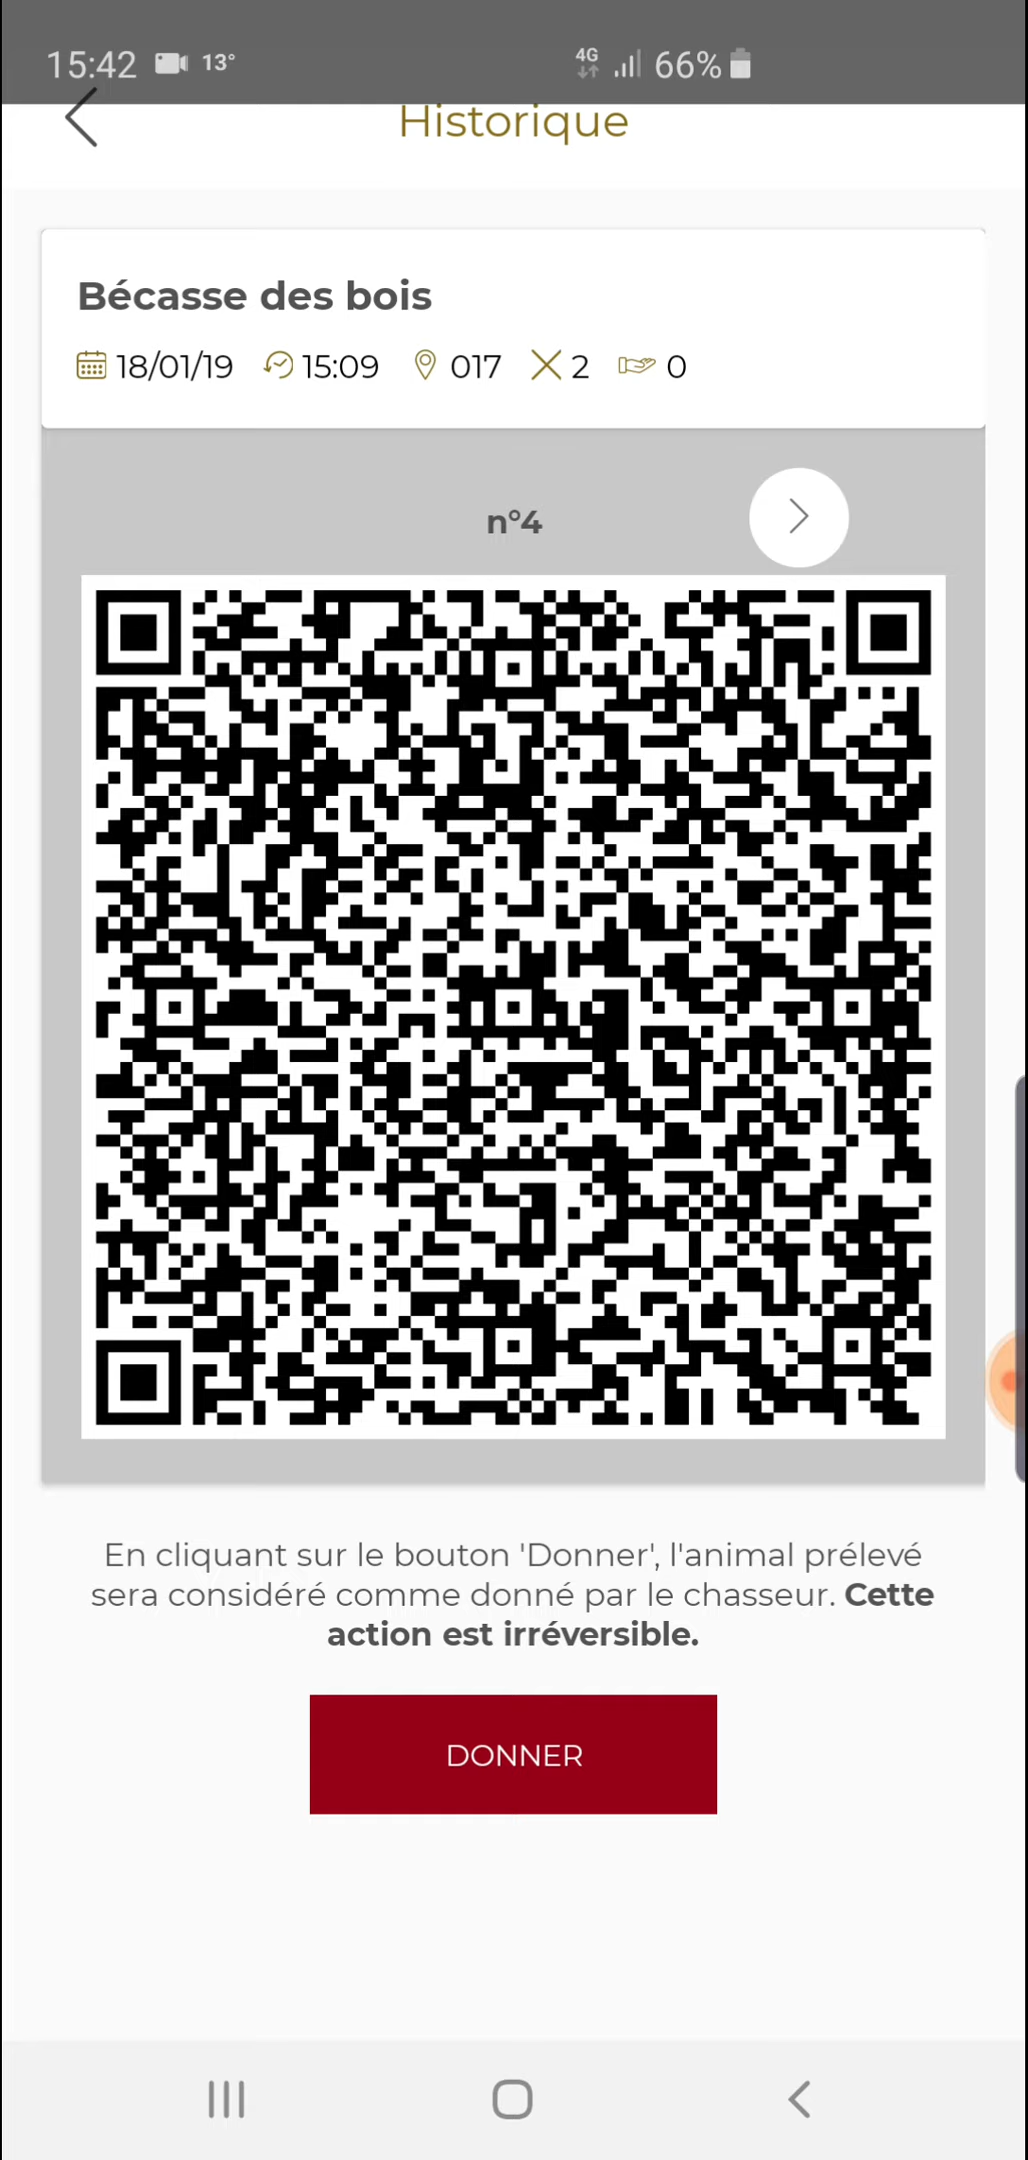 15:42 13° 4G 66%
Historique
Bécasse des bois
18/01/19 15:09 017 2 0
n°4
En cliquant sur le bouton 'Donner', l'animal prélevé
sera considéré comme donné par le chasseur. Cette
action est irréversible.
DONNER